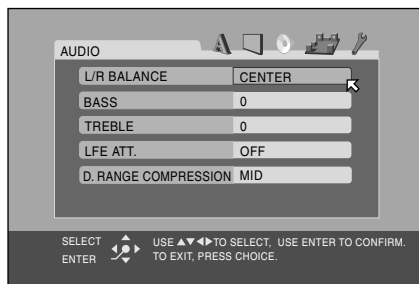 AUDIO
L/R BALANCE CENTER
BASS 0
TREBLE 0
LFE ATT. OFF
D. RANGE COMPRESSION MID
SELECT USE ▲▼◀▶TO SELECT, USE ENTER TO CONFIRM.
ENTER TO EXIT, PRESS CHOICE.